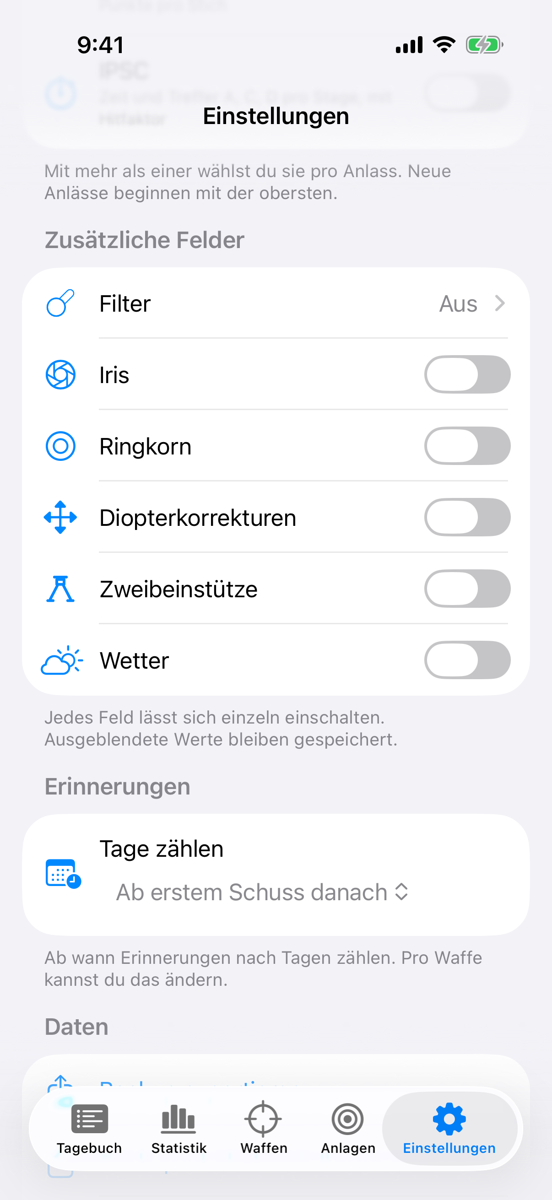 9:41
IPSC
Einstellungen
Mit mehr als einer wählst du sie pro Anlass. Neue
Anlässe beginnen mit der obersten.
Zusätzliche Felder
Filter
Aus
Iris
Ringkorn
Diopterkorrekturen
Zweibeinstütze
Wetter
Jedes Feld lässt sich einzeln einschalten.
Ausgeblendete Werte bleiben gespeichert.
Erinnerungen
Tage zählen
Ab erstem Schuss danach
Ab wann Erinnerungen nach Tagen zählen. Pro Waffe
kannst du das ändern.
Daten
Tagebuch
Statistik
Waffen
Anlagen
Einstellungen